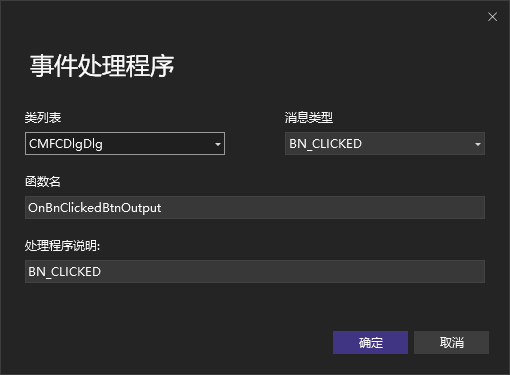 事件处理程序
类列表
消息类型
CMFCDlgDlg
BN_CLICKED
函数名
OnBnClickedBtnOutput
处理程序说明:
BN_CLICKED
确定
取消